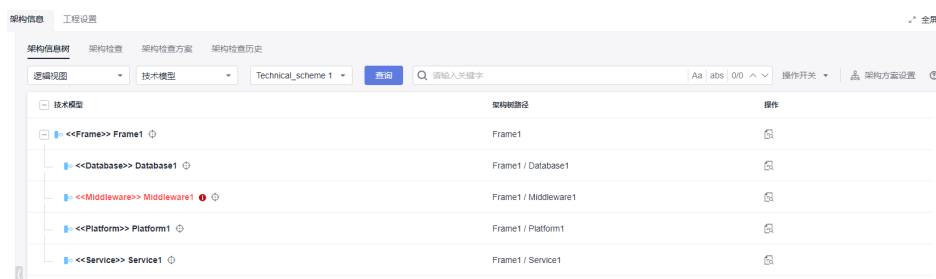 架构信息 工程设置 全屏
架构信息树 架构检查 架构检查方案 架构检查历史
逻辑视图 技术模型 Technical_scheme 1 查询 请输入关键字 Aa abs 0/0 操作开关 架构方案设置
技术模型 架构树路径 操作
<<Frame>> Frame1 Frame1
<<Database>> Database1 Frame1 / Database1
<<Middleware>> Middleware1 Frame1 / Middleware1
<<Platform>> Platform1 Frame1 / Platform1
<<Service>> Service1 Frame1 / Service1